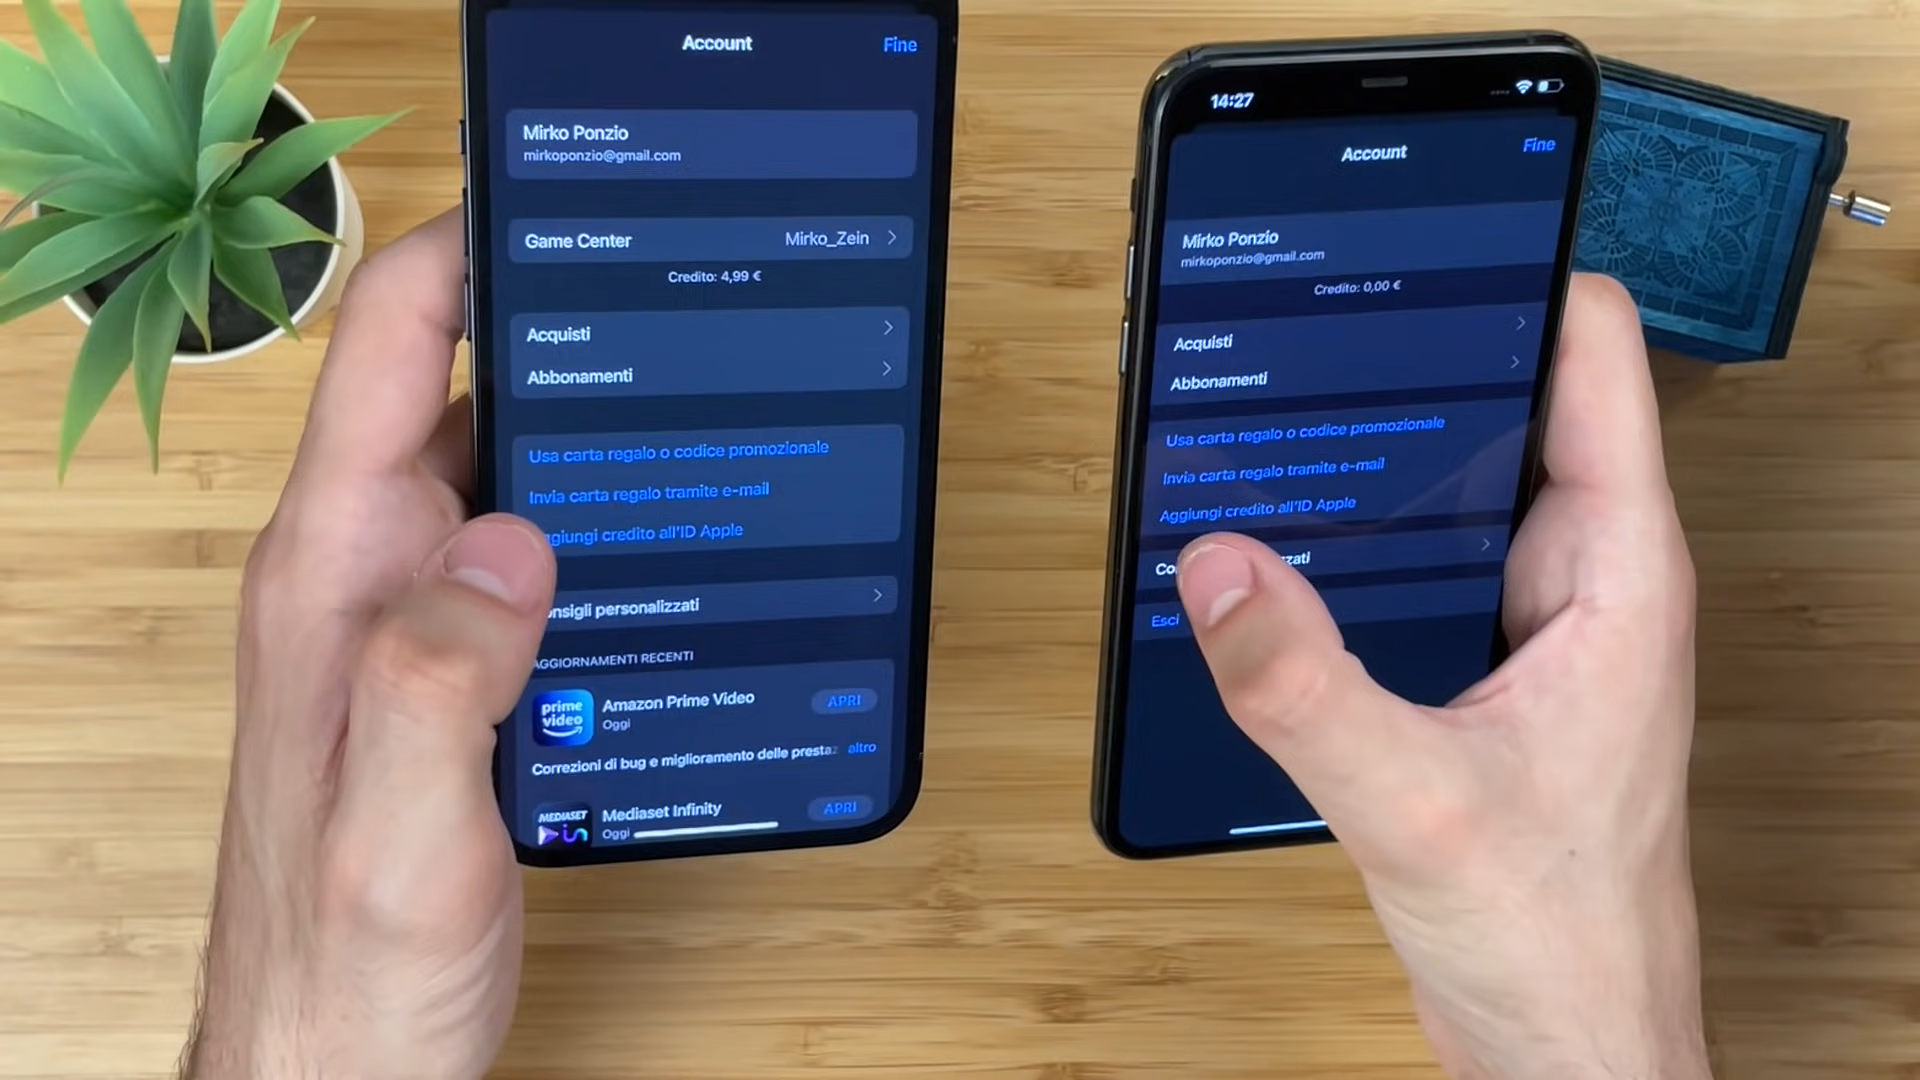 Account
Fine
Mirko Ponzio
mirkoponzio@gmail.com
Game Center
Mirko_Zein
Credito: 4,99 €
Acquisti
Abbonamenti
Usa carta regalo o codice promozionale
Invia carta regalo tramite e-mail
ggiungi credito all'ID Apple
onsigli personalizzati
AGGIORNAMENTI RECENTI
prime
video
Amazon Prime Video
APRI
Oggi
Correzioni di bug e miglioramento delle prestaz
altro
MEDIASET
Mediaset Infinity
APRI
Oggi
14:27
Account
Fine
Mirko Ponzio
mirkoponzio@gmail.com
Credito: 0,00 €
Acquisti
Abbonamenti
Usa carta regalo o codice promozionale
Invia carta regalo tramite e-mail
Aggiungi credito all'ID Apple
Co zzati
Esci